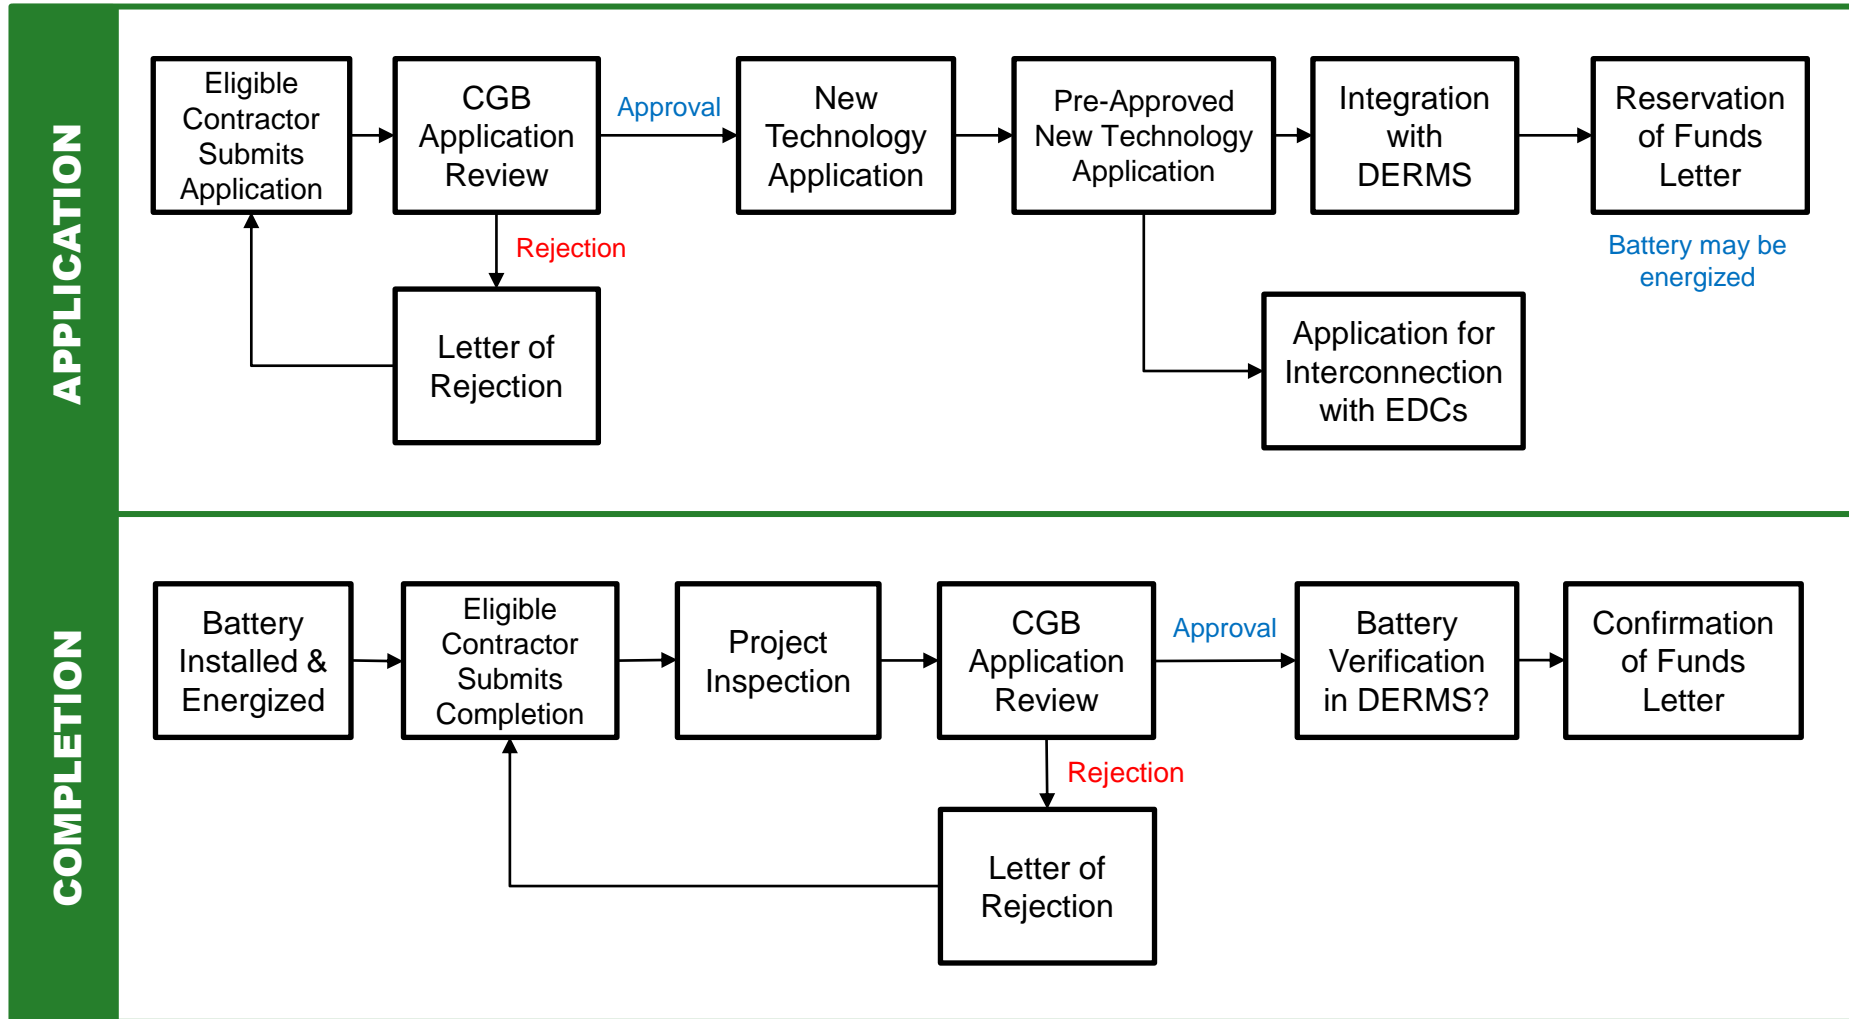 APPLICATION
Eligible
Contractor
Submits
Application
CGB
Application
Review
Approval
New
Technology
Application
Pre-Approved
New Technology
Application
Integration
with
DERMS
Reservation
of Funds
Letter
Battery may be
energized
Rejection
Letter of
Rejection
Application for
Interconnection
with EDCs
COMPLETION
Battery
Installed &
Energized
Eligible
Contractor
Submits
Completion
Project
Inspection
CGB
Application
Review
Approval
Battery
Verification
in DERMS?
Confirmation
of Funds
Letter
Rejection
Letter of
Rejection